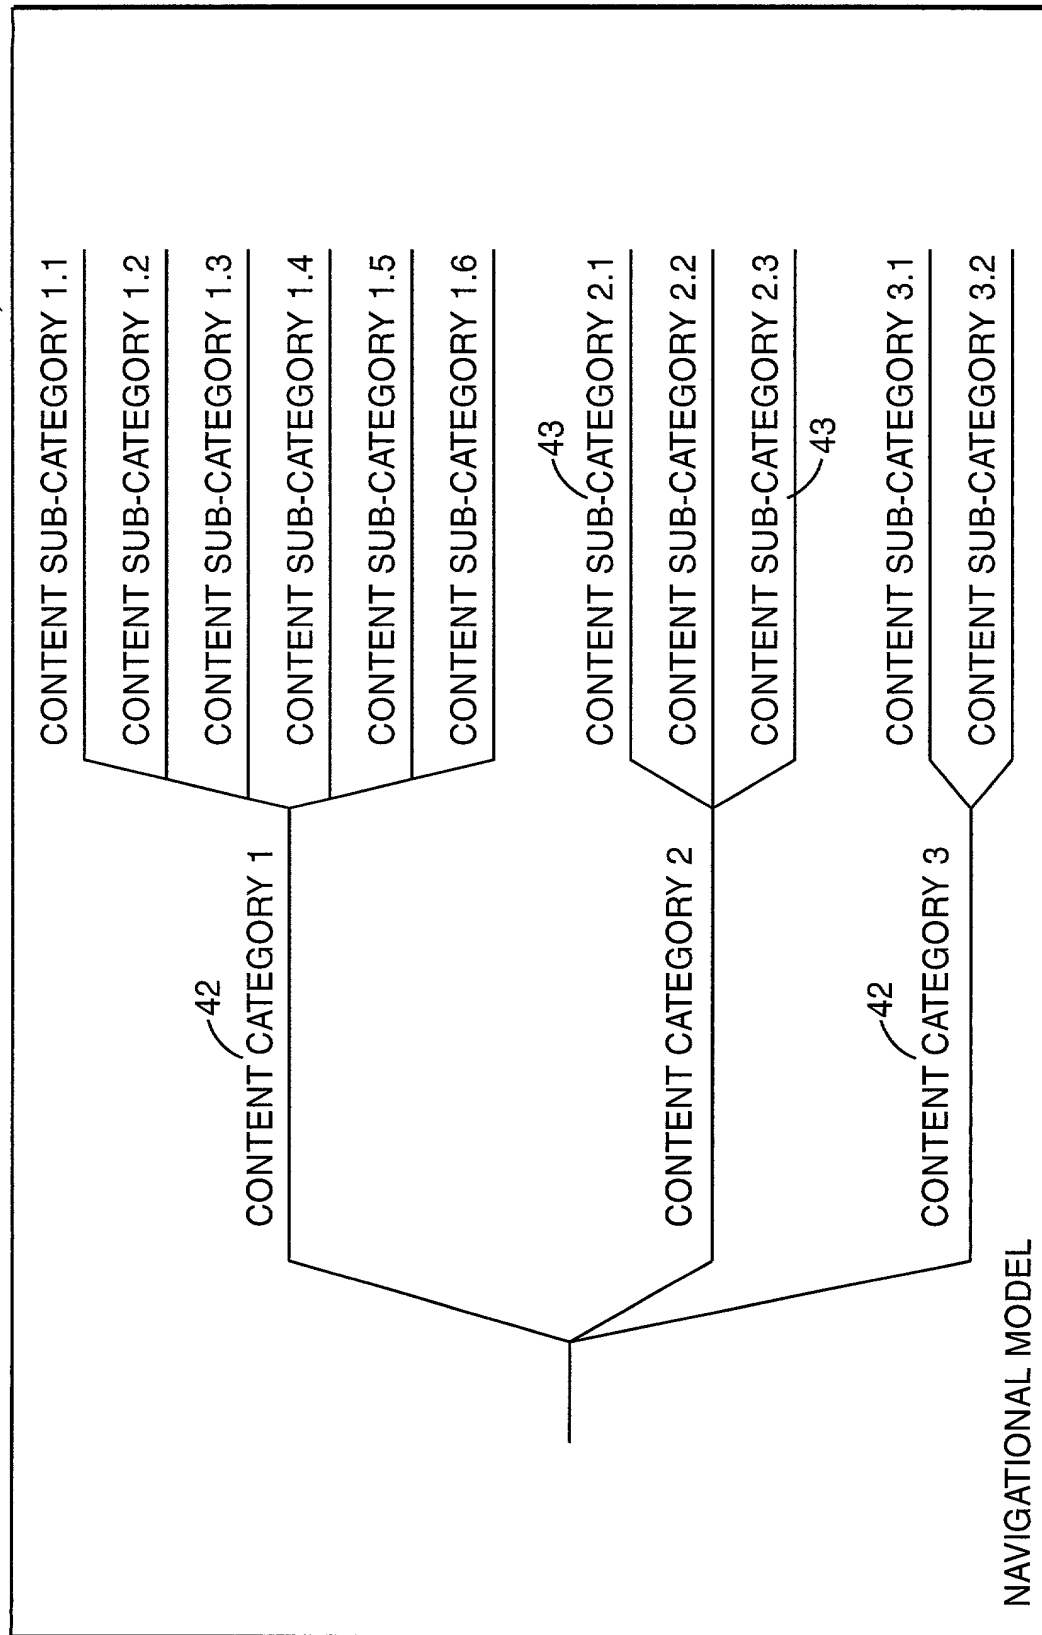 CONTENT SUB-CATEGORY 1.1
CONTENT SUB-CATEGORY 1.2
CONTENT SUB-CATEGORY 1.3
CONTENT SUB-CATEGORY 1.4
CONTENT SUB-CATEGORY 1.5
CONTENT SUB-CATEGORY 1.6
42
CONTENT CATEGORY 1
43
CONTENT SUB-CATEGORY 2.1
CONTENT SUB-CATEGORY 2.2
CONTENT SUB-CATEGORY 2.3
43
CONTENT CATEGORY 2
CONTENT SUB-CATEGORY 3.1
CONTENT SUB-CATEGORY 3.2
42
CONTENT CATEGORY 3
NAVIGATIONAL MODEL